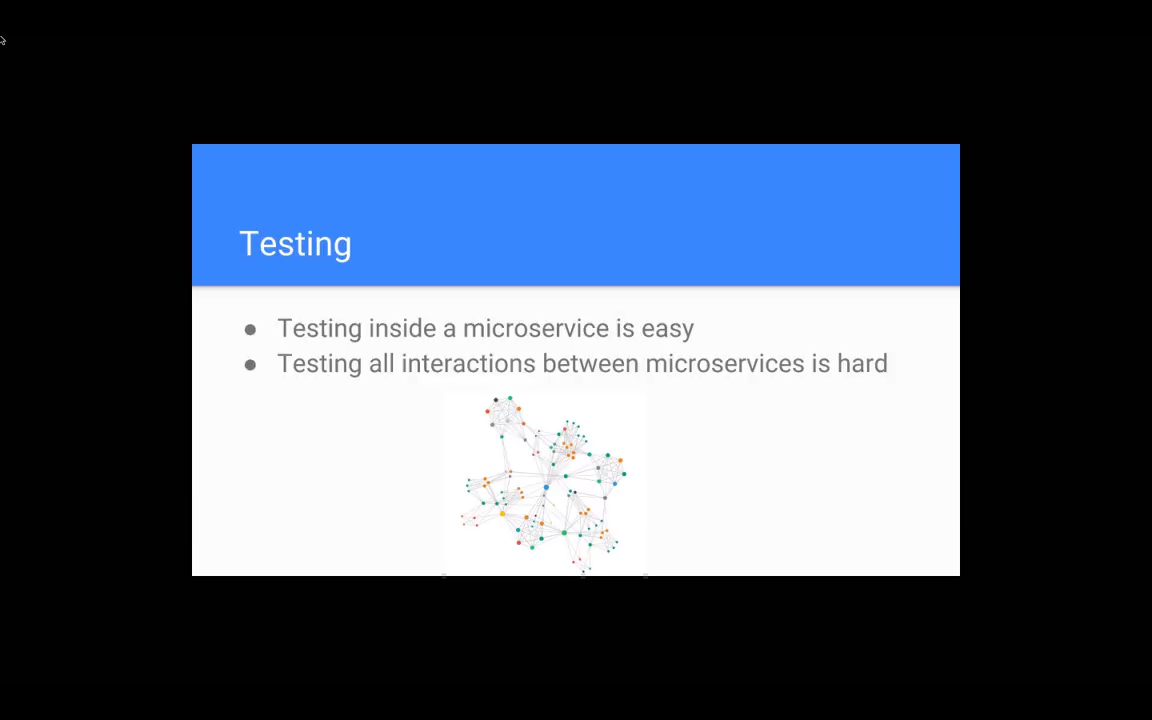 Testing
● Testing inside a microservice is easy
● Testing all interactions between microservices is hard